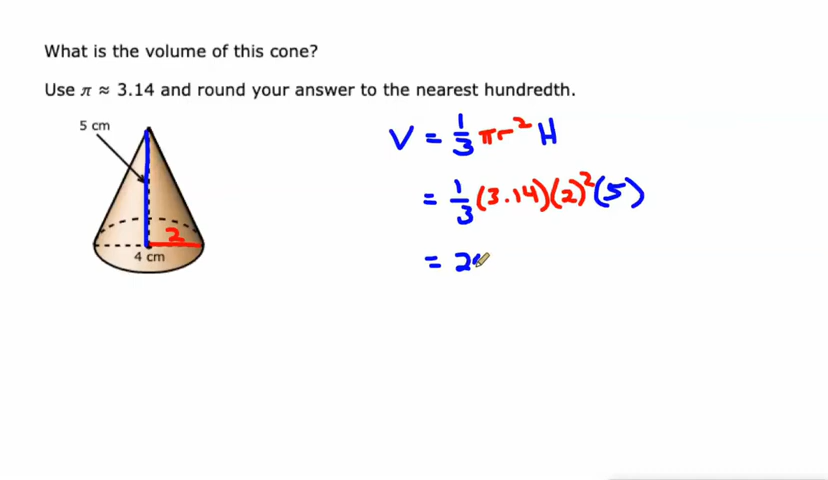 What is the volume of this cone?
Use π ≈ 3.14 and round your answer to the nearest hundredth.
5 cm
2
4 cm
V = 1/3 πr² H
= 1/3 (3.14)(2)²(5)
= 2